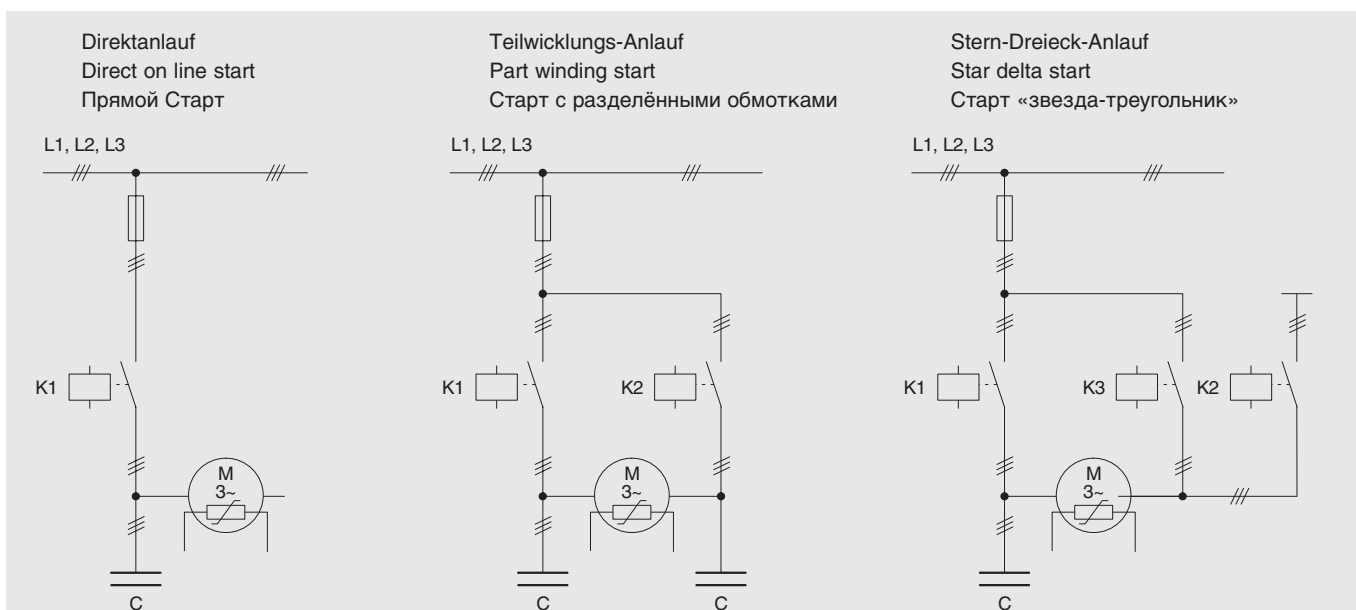 Direktanlauf
Direct on line start
Прямой Старт
L1, L2, L3
K1
M
3~
C
Teilwicklungs-Anlauf
Part winding start
Старт с разделёнными обмотками
L1, L2, L3
K1
K2
M
3~
C
C
Stern-Dreieck-Anlauf
Star delta start
Старт «звезда-треугольник»
L1, L2, L3
K1
K3
K2
M
3~
C